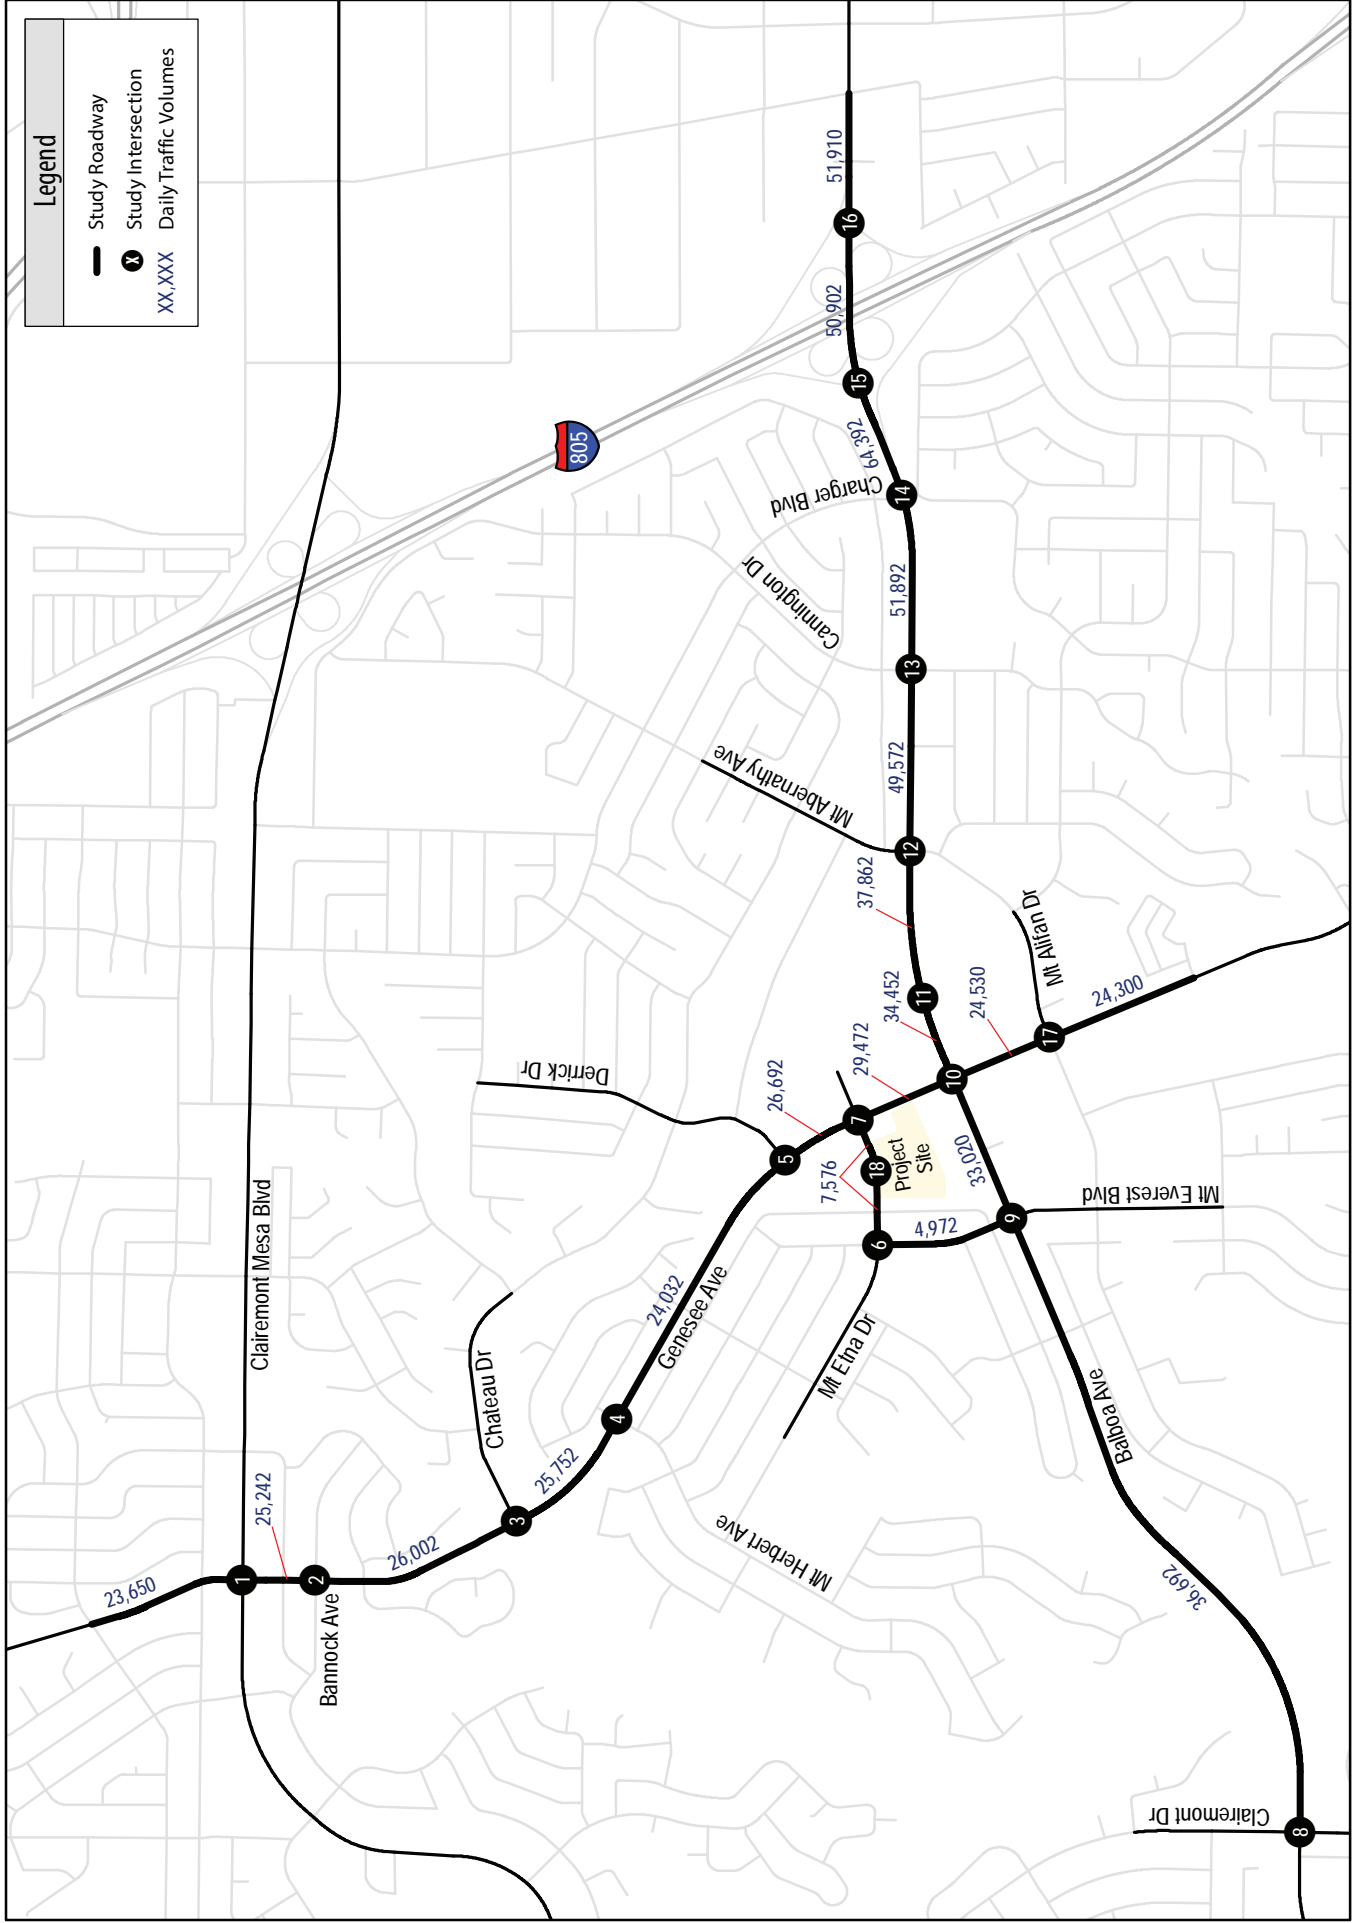 Legend
Study Roadway
X Study Intersection
XX,XXX Daily Traffic Volumes
805
Clairemont Mesa Blvd
23,650
1
25,242
2
Bannock Ave
26,002
3
Chateau Dr
25,752
4
24,032
Genesee Ave
Derrick Dr
5
26,692
7
29,472
7,576
18
Project
Site
6
4,972
Mt Etna Dr
Mt Herbert Ave
Clairemont Dr
8
36,692
Balboa Ave
9
Mt Everest Blvd
33,020
10
34,452
11
37,862
12
Mt Abernathy Ave
49,572
13
Cannington Dr
51,892
14
Charger Blvd
64,392
15
50,902
16
51,910
24,530
17
Mt Alifan Dr
24,300